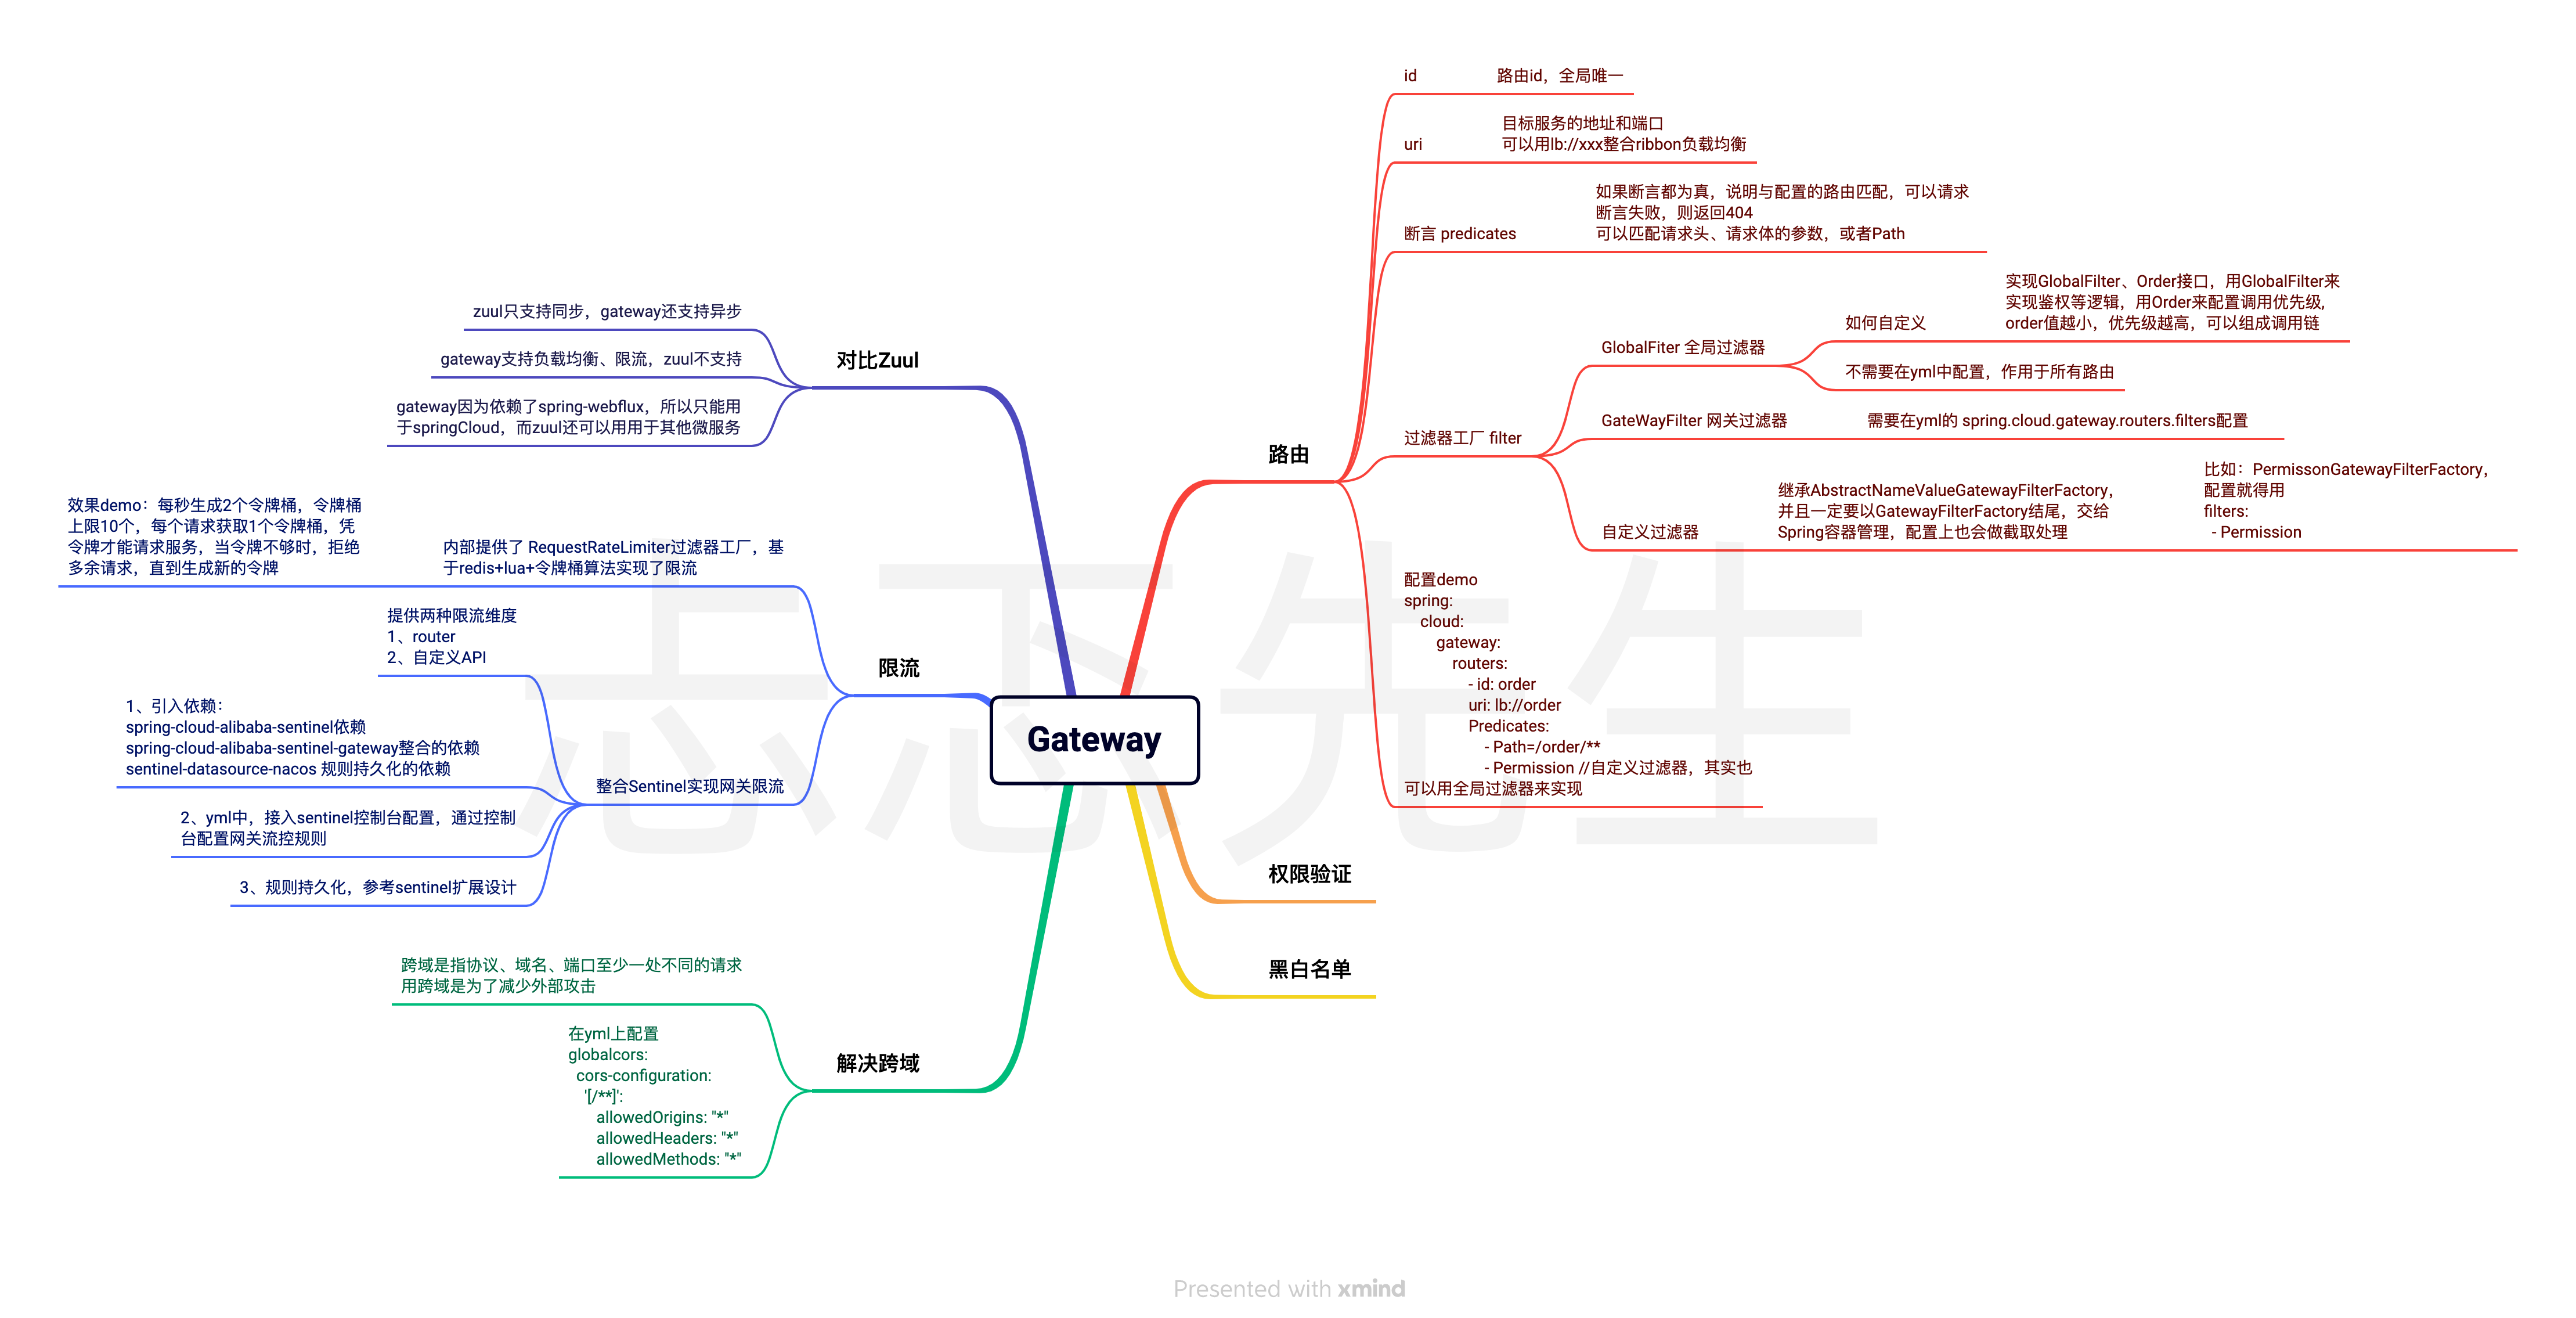 Gateway
路由
id
路由id，全局唯一
uri
目标服务的地址和端口
可以用lb://xxx整合ribbon负载均衡
断言 predicates
如果断言都为真，说明与配置的路由匹配，可以请求
断言失败，则返回404
可以匹配请求头、请求体的参数，或者Path
过滤器工厂 filter
GlobalFiter 全局过滤器
如何自定义
实现GlobalFilter、Order接口，用GlobalFilter来
实现鉴权等逻辑，用Order来配置调用优先级，
order值越小，优先级越高，可以组成调用链
不需要在yml中配置，作用于所有路由
GateWayFilter 网关过滤器
需要在yml的 spring.cloud.gateway.routers.filters配置
自定义过滤器
继承AbstractNameValueGatewayFilterFactory，
并且一定要以GatewayFilterFactory结尾，交给
Spring容器管理，配置上也会做截取处理
比如：PermissonGatewayFilterFactory，
配置就得用
filters:
- Permission
配置demo
spring:
cloud:
gateway:
routers:
- id: order
uri: lb://order
Predicates:
- Path=/order/**
- Permission //自定义过滤器，其实也
可以用全局过滤器来实现
权限验证
黑白名单
对比Zuul
zuul只支持同步，gateway还支持异步
gateway支持负载均衡、限流，zuul不支持
gateway因为依赖了spring-webflux，所以只能用
于springCloud，而zuul还可以用用于其他微服务
限流
内部提供了 RequestRateLimiter过滤器工厂，基
于redis+lua+令牌桶算法实现了限流
效果demo：每秒生成2个令牌桶，令牌桶
上限10个，每个请求获取1个令牌桶，凭
令牌才能请求服务，当令牌不够时，拒绝
多余请求，直到生成新的令牌
整合Sentinel实现网关限流
提供两种限流维度
1、router
2、自定义API
1、引入依赖：
spring-cloud-alibaba-sentinel依赖
spring-cloud-alibaba-sentinel-gateway整合的依赖
sentinel-datasource-nacos 规则持久化的依赖
2、yml中，接入sentinel控制台配置，通过控制
台配置网关流控规则
3、规则持久化，参考sentinel扩展设计
解决跨域
跨域是指协议、域名、端口至少一处不同的请求
用跨域是为了减少外部攻击
在yml上配置
globalcors:
cors-configuration:
'[/**]':
allowedOrigins: "*"
allowedHeaders: "*"
allowedMethods: "*"
忐忑先生
Presented with xmind